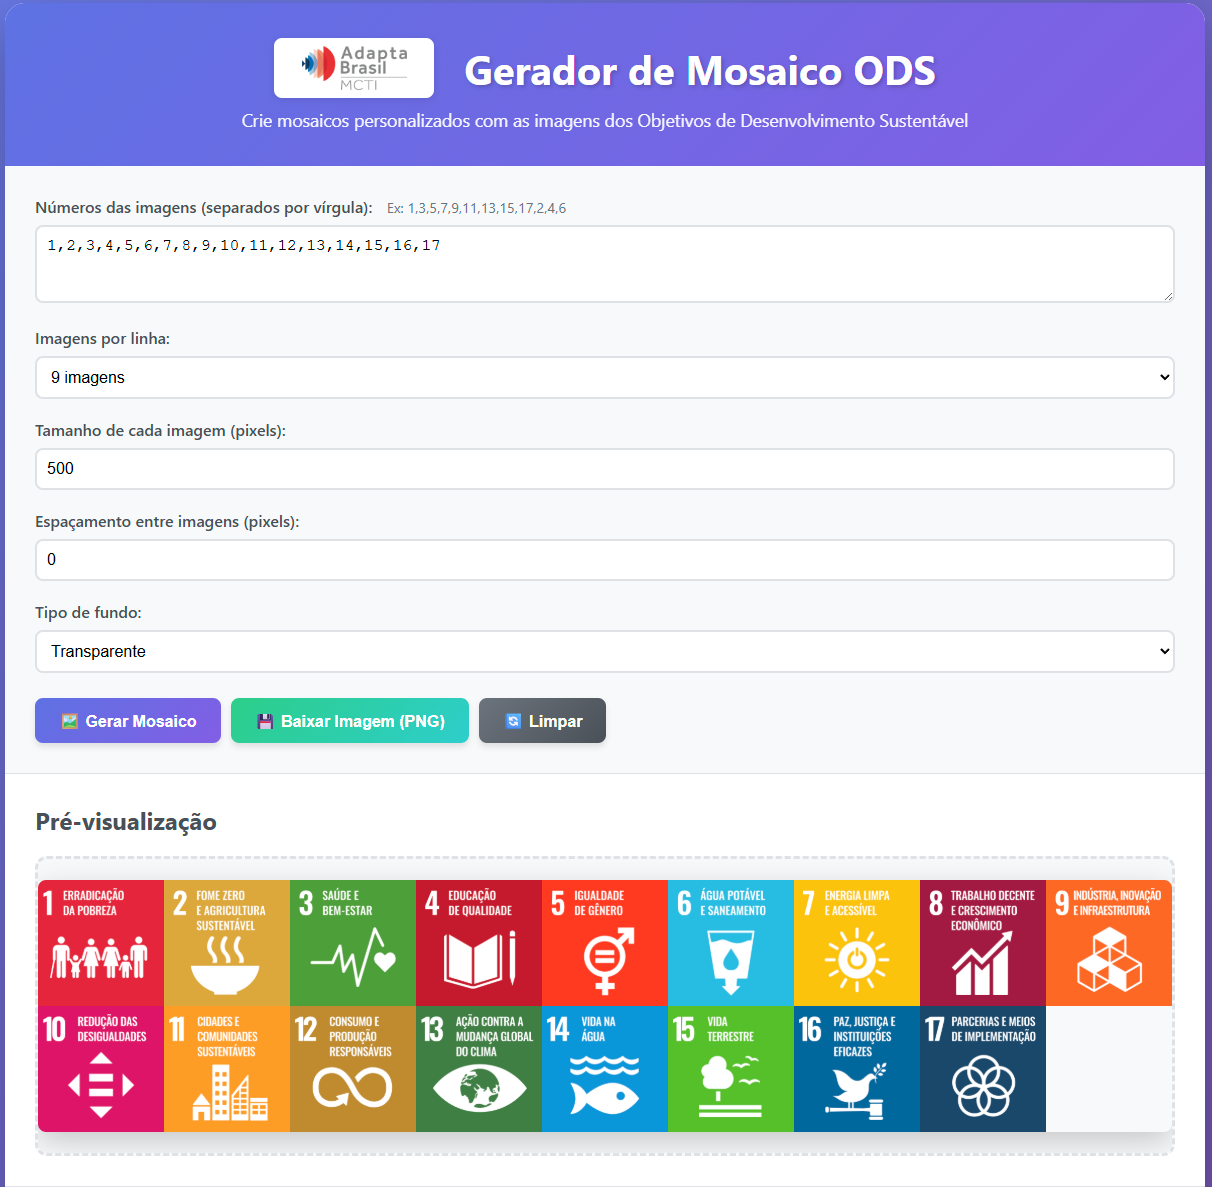 Adapta
Brasil
MCTI
Gerador de Mosaico ODS
Crie mosaicos personalizados com as imagens dos Objetivos de Desenvolvimento Sustentável
Números das imagens (separados por vírgula): Ex: 1,3,5,7,9,11,13,15,17,2,4,6
1,2,3,4,5,6,7,8,9,10,11,12,13,14,15,16,17
Imagens por linha:
9 imagens
Tamanho de cada imagem (pixels):
500
Espaçamento entre imagens (pixels):
0
Tipo de fundo:
Transparente
Gerar Mosaico
Baixar Imagem (PNG)
Limpar
Pré-visualização
1 ERRADICAÇÃO
DA POBREZA
2 FOME ZERO
E AGRICULTURA
SUSTENTÁVEL
3 SAÚDE E
BEM-ESTAR
4 EDUCAÇÃO
DE QUALIDADE
5 IGUALDADE
DE GÊNERO
6 ÁGUA POTÁVEL
E SANEAMENTO
7 ENERGIA LIMPA
E ACESSÍVEL
8 TRABALHO DECENTE
E CRESCIMENTO
ECONÔMICO
9 INDÚSTRIA, INOVAÇÃO
E INFRAESTRUTURA
10 REDUÇÃO DAS
DESIGUALDADES
11 CIDADES E
COMUNIDADES
SUSTENTÁVEIS
12 CONSUMO E
PRODUÇÃO
RESPONSÁVEIS
13 AÇÃO CONTRA A
MUDANÇA GLOBAL
DO CLIMA
14 VIDA NA
ÁGUA
15 VIDA
TERRESTRE
16 PAZ, JUSTIÇA E
INSTITUIÇÕES
EFICAZES
17 PARCERIAS E MEIOS
DE IMPLEMENTAÇÃO